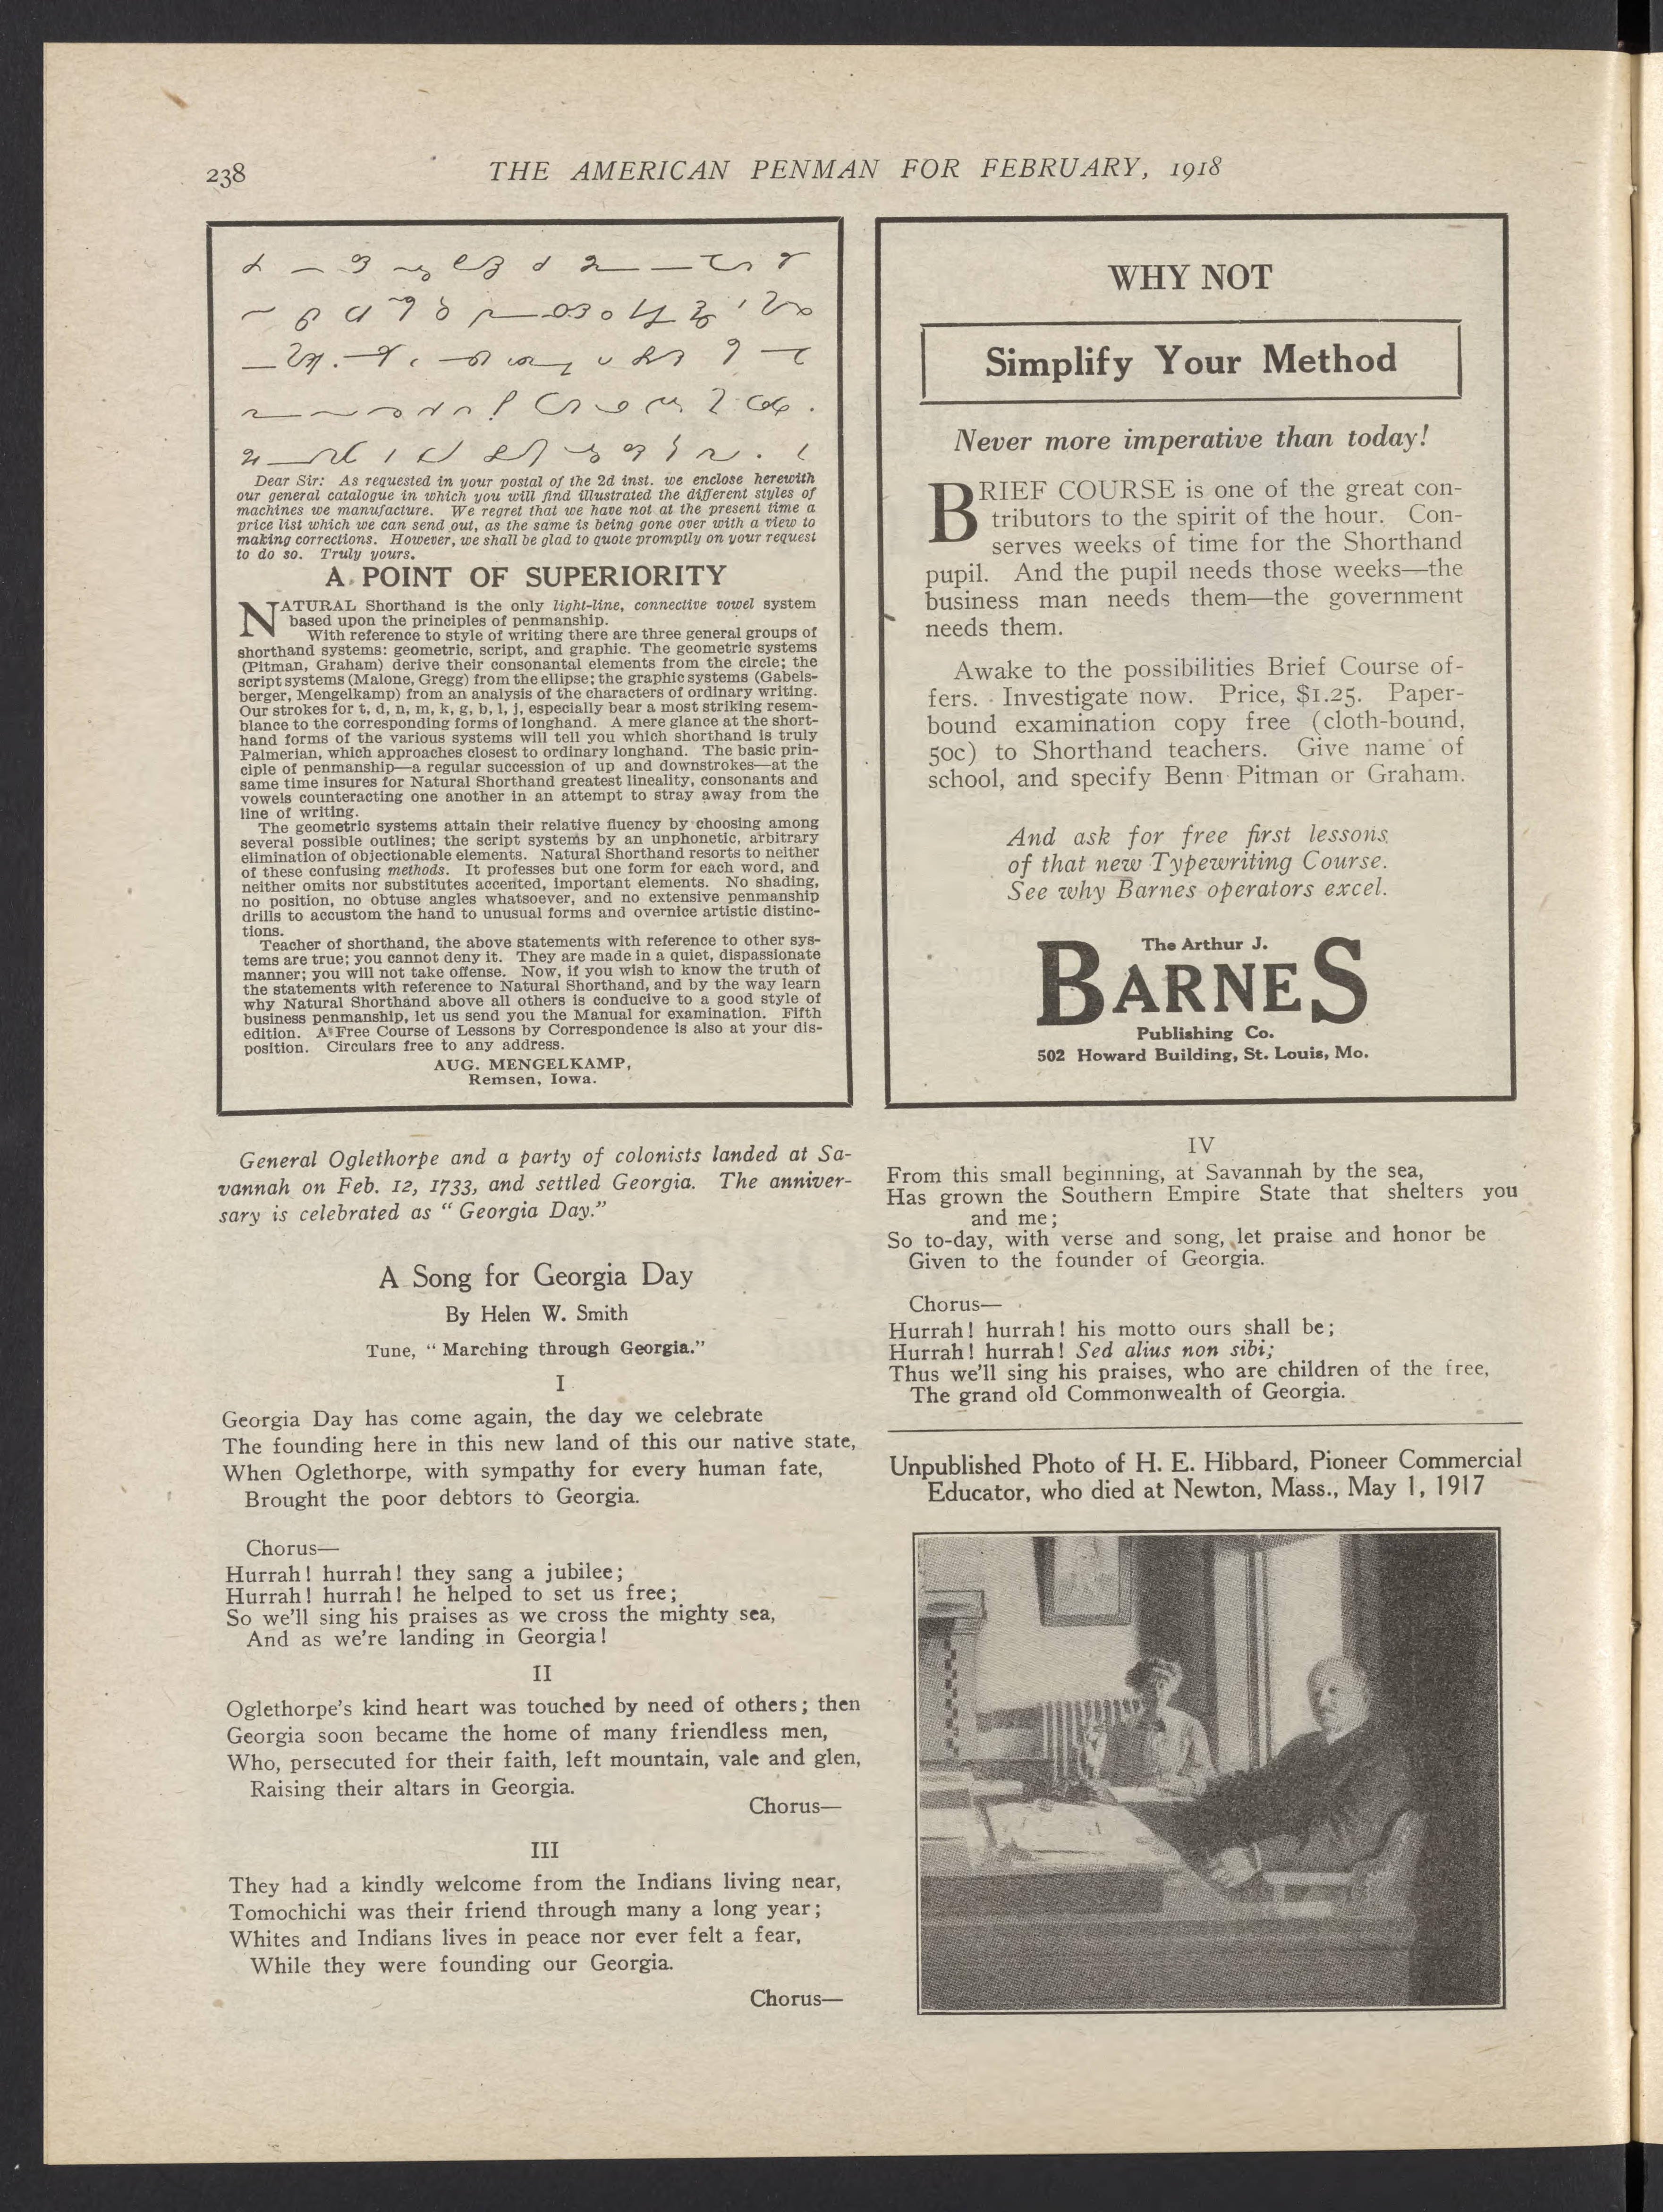 238
THE AMERICAN PENMAN FOR FEBRUARY, 1918
Dear Sir: As requested in your postal of the 2d inst. we enclose herewith
our general catalogue in which you will find illustrated the different styles of
machines we manufacture. We regret that we have not at the present time a
price list which we can send out, as the same is being gone over with a view to
making corrections. However, we shall be glad to quote promptly on your request
to do so. Truly yours.
A POINT OF SUPERIORITY
NATURAL Shorthand is the only light-line, connective vowel system
based upon the principles of penmanship.
With reference to style of writing there are three general groups of
shorthand systems: geometric, script, and graphic. The geometric systems
(Pitman, Graham) derive their consonantal elements from the circle; the
script systems (Malone, Gregg) from the ellipse; the graphic systems (Gabels-
berger, Mengelkamp) from an analysis of the characters of ordinary writing.
Our strokes for t, d, n, m, k, g, b, l, j, especially bear a most striking resem-
blance to the corresponding forms of longhand. A mere glance at the short-
hand forms of the various systems will tell you which shorthand is truly
Palmerian, which approaches closest to ordinary longhand. The basic prin-
ciple of penmanship—a regular succession of up and downstrokes—at the
same time insures for Natural Shorthand greatest lineality, consonants and
vowels counteracting one another in an attempt to stray away from the
line of writing.
The geometric systems attain their relative fluency by choosing among
several possible outlines; the script systems by an unphonetic, arbitrary
elimination of objectionable elements. Natural Shorthand resorts to neither
of these confusing methods. It professes but one form for each word, and
neither omits nor substitutes accented, important elements. No shading,
no position, no obtuse angles whatsoever, and no extensive penmanship
drills to accustom the hand to unusual forms and overnice artistic distinc-
tions.
Teacher of shorthand, the above statements with reference to other sys-
tems are true; you cannot deny it. They are made in a quiet, dispassionate
manner; you will not take offense. Now, if you wish to know the truth of
the statements with reference to Natural Shorthand, and by the way learn
why Natural Shorthand above all others is conducive to a good style of
business penmanship, let us send you the Manual for examination. Fifth
edition. A Free Course of Lessons by Correspondence is also at your dis-
position. Circulars free to any address.
AUG. MENGELKAMP,
Remsen, Iowa.
WHY NOT
Simplify Your Method
Never more imperative than today!
BRIEF COURSE is one of the great con-
tributors to the spirit of the hour. Con-
serves weeks of time for the Shorthand
pupil. And the pupil needs those weeks—the
business man needs them—the government
needs them.
Awake to the possibilities Brief Course of-
fers. Investigate now. Price, $1.25. Paper-
bound examination copy free (cloth-bound,
50c) to Shorthand teachers. Give name of
school, and specify Benn Pitman or Graham.
And ask for free first lessons
of that new Typewriting Course.
See why Barnes operators excel.
The Arthur J.
BARNES
Publishing Co.
502 Howard Building, St. Louis, Mo.
General Oglethorpe and a party of colonists landed at Sa-
vannah on Feb. 12, 1733, and settled Georgia. The anniver-
sary is celebrated as "Georgia Day."
A Song for Georgia Day
By Helen W. Smith
Tune, "Marching through Georgia."
I
Georgia Day has come again, the day we celebrate
The founding here in this new land of this our native state,
When Oglethorpe, with sympathy for every human fate,
Brought the poor debtors to Georgia.
Chorus—
Hurrah! hurrah! they sang a jubilee;
Hurrah! hurrah! he helped to set us free;
So we'll sing his praises as we cross the mighty sea,
And as we're landing in Georgia!
II
Oglethorpe's kind heart was touched by need of others; then
Georgia soon became the home of many friendless men,
Who, persecuted for their faith, left mountain, vale and glen,
Raising their altars in Georgia.
Chorus—
III
They had a kindly welcome from the Indians living near,
Tomochichi was their friend through many a long year;
Whites and Indians lives in peace nor ever felt a fear,
While they were founding our Georgia.
Chorus—
IV
From this small beginning, at Savannah by the sea,
Has grown the Southern Empire State that shelters you
and me;
So to-day, with verse and song, let praise and honor be
Given to the founder of Georgia.
Chorus—
Hurrah! hurrah! his motto ours shall be;
Hurrah! hurrah! Sed alius non sibi;
Thus we'll sing his praises, who are children of the free,
The grand old Commonwealth of Georgia.
Unpublished Photo of H. E. Hibbard, Pioneer Commercial
Educator, who died at Newton, Mass., May 1, 1917